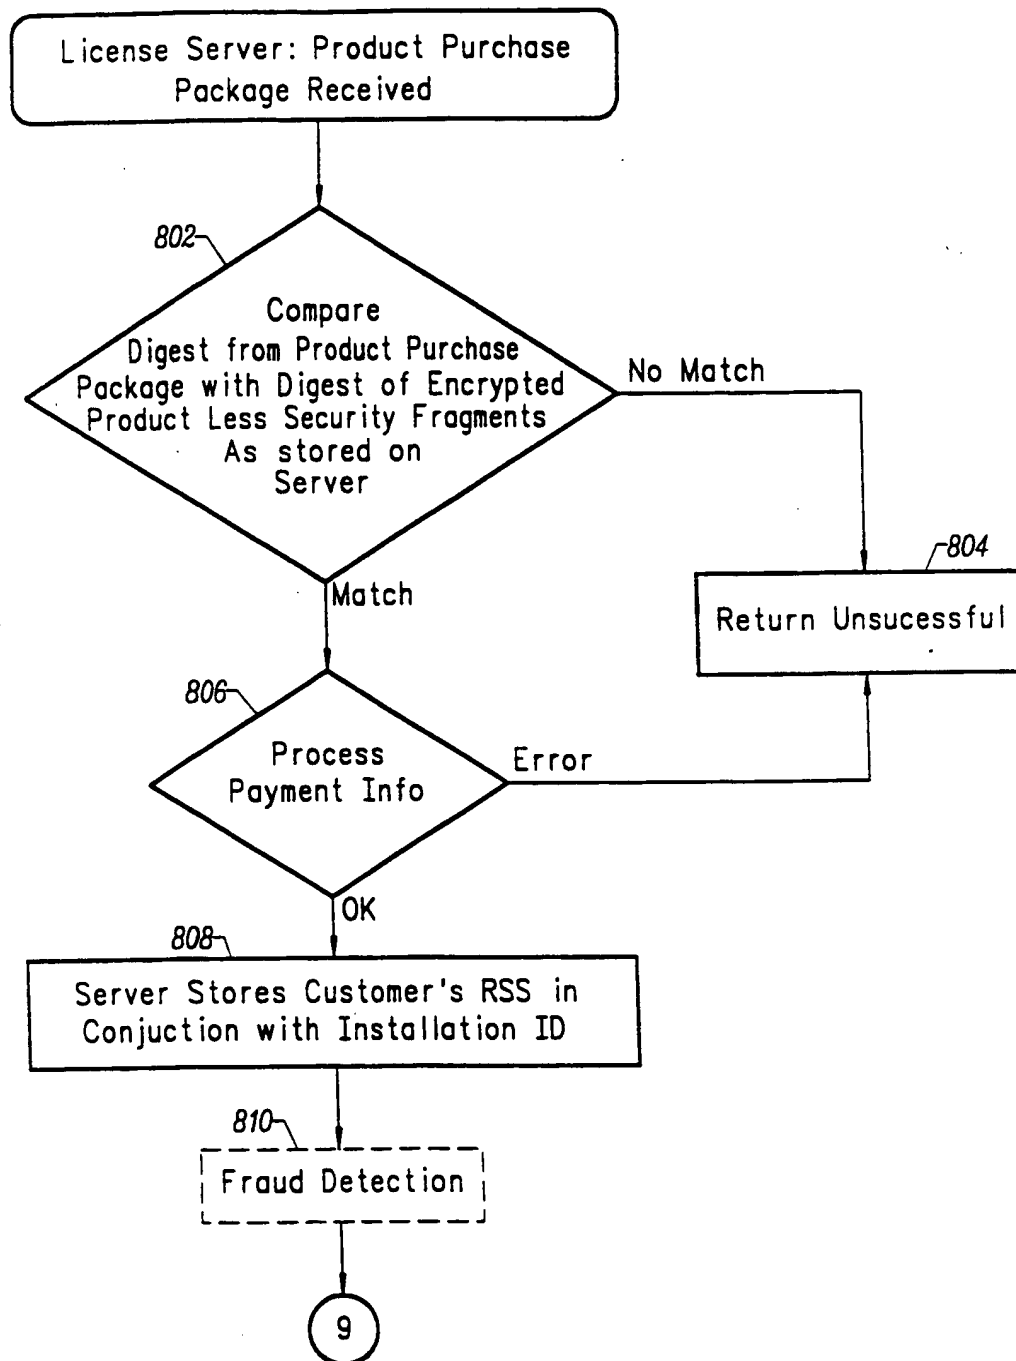 License Server: Product Purchase
Package Received
802
Compare
Digest from Product Purchase
Package with Digest of Encrypted
Product Less Security Fragments
As stored on
Server
No Match
Match
804
Return Unsucessful
806
Process
Payment Info
Error
OK
808
Server Stores Customer's RSS in
Conjuction with Installation ID
810
Fraud Detection
9